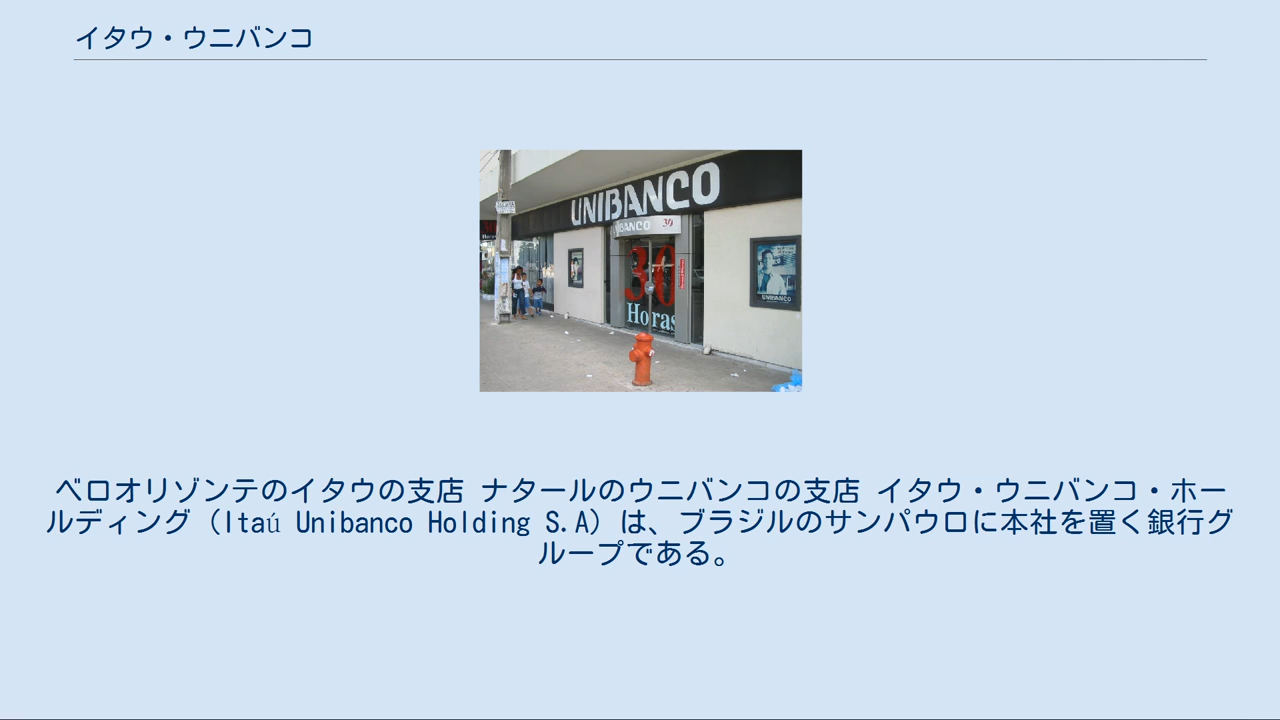 イタウ・ウニバンコ
UNIBANCO
UNIBANCO 30
30
Horas
Horas
UNIBANCO
ベロオリゾンテのイタウの支店 ナタールのウニバンコの支店 イタウ・ウニバンコ・ホー
ルディング（Itaú Unibanco Holding S.A）は、ブラジルのサンパウロに本社を置く銀行グ
ループである。